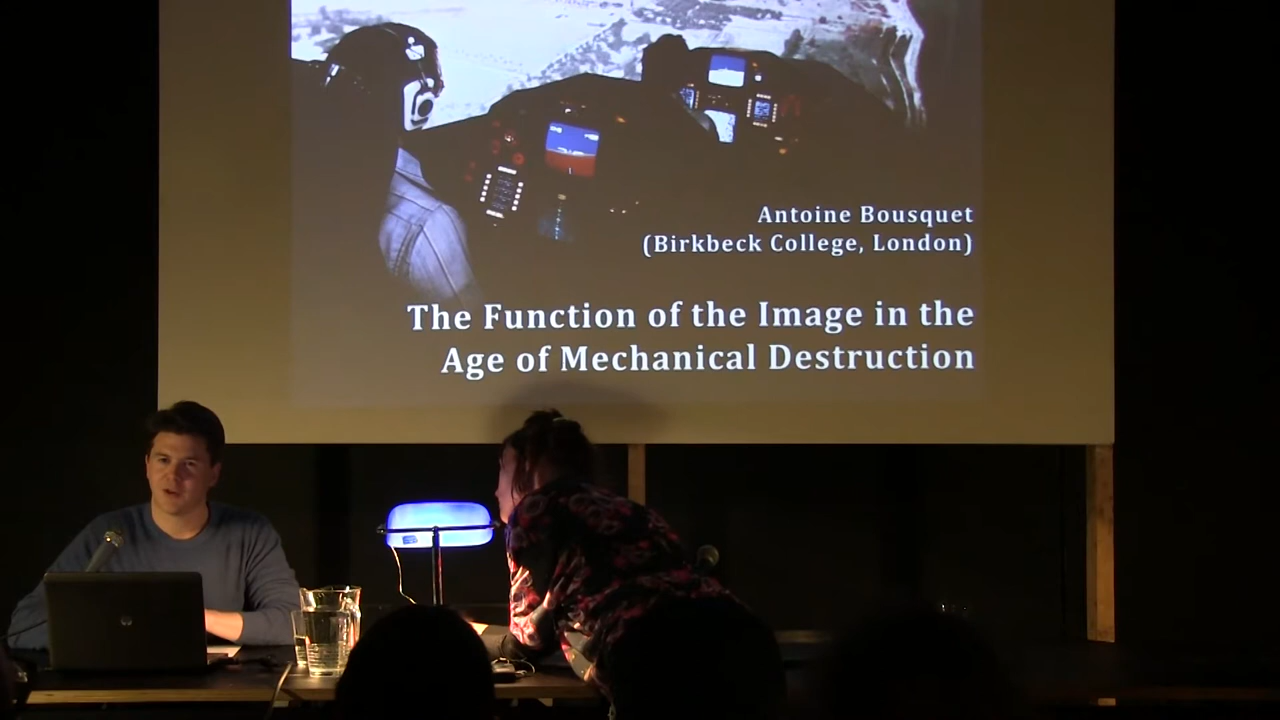 Antoine Bousquet
(Birkbeck College, London)
The Function of the Image in the
Age of Mechanical Destruction